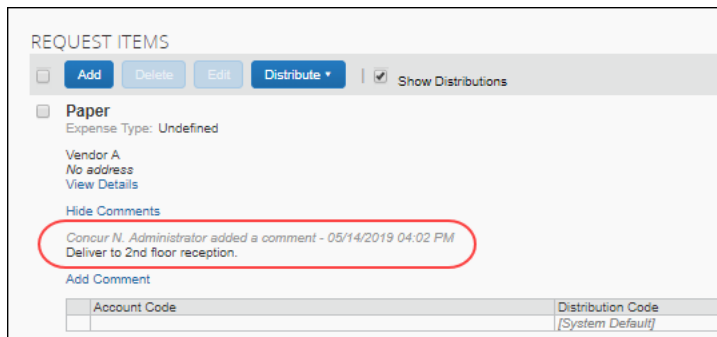 REQUEST ITEMS
Add Delete Edit Distribute | Show Distributions
Paper
Expense Type: Undefined
Vendor A
No address
View Details
Hide Comments
Concur N. Administrator added a comment - 05/14/2019 04:02 PM
Deliver to 2nd floor reception.
Add Comment
Account Code Distribution Code
[System Default]